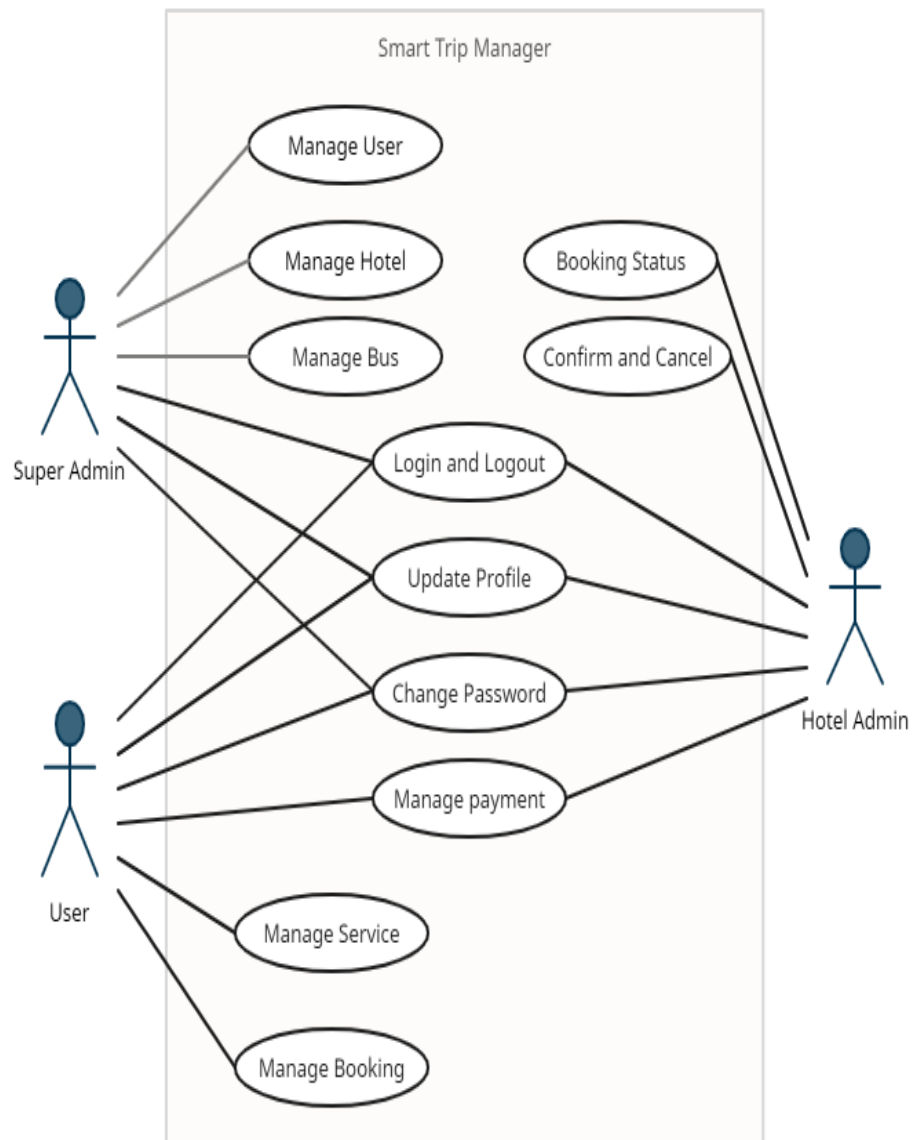 Smart Trip Manager
Manage User
Manage Hotel
Booking Status
Manage Bus
Confirm and Cancel
Super Admin
Login and Logout
Update Profile
Change Password
Hotel Admin
Manage payment
User
Manage Service
Manage Booking